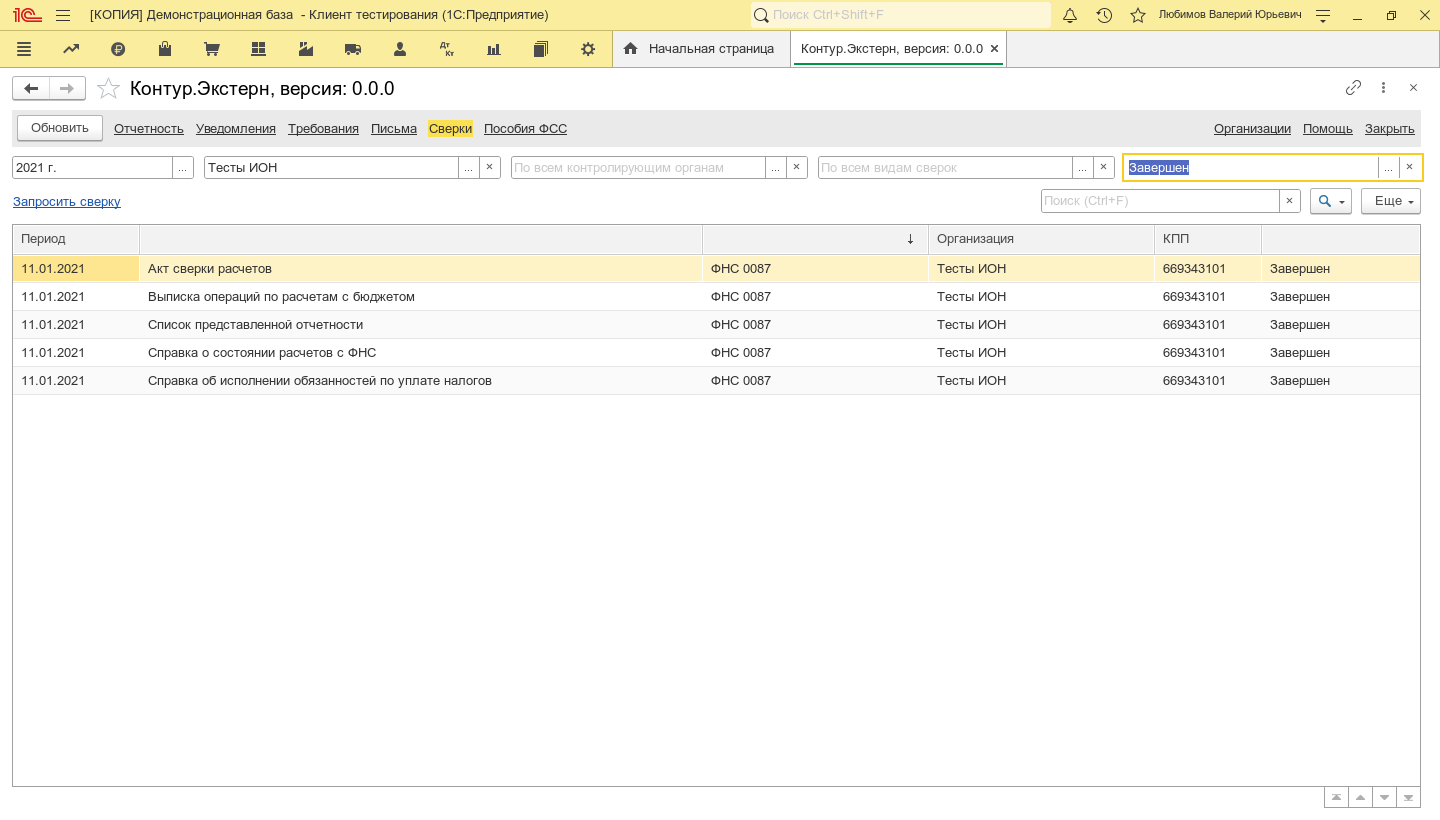 [КОПИЯ] Демонстрационная база - Клиент тестирования (1С:Предприятие) Поиск Ctrl+Shift+F Любимов Валерий Юрьевич
Дт Кт Начальная страница Контур.Экстерн, версия: 0.0.0
Контур.Экстерн, версия: 0.0.0
Обновить Отчетность Уведомления Требования Письма Сверки Пособия ФСС Организации Помощь Закрыть
2021 г. ... Тесты ИОН ... × По всем контролирующим органам ... × По всем видам сверок ... × Завершен ... ×
Запросить сверку Поиск (Ctrl+F) × Еще
Период ↓ Организация КПП
11.01.2021 Акт сверки расчетов ФНС 0087 Тесты ИОН 669343101 Завершен
11.01.2021 Выписка операций по расчетам с бюджетом ФНС 0087 Тесты ИОН 669343101 Завершен
11.01.2021 Список представленной отчетности ФНС 0087 Тесты ИОН 669343101 Завершен
11.01.2021 Справка о состоянии расчетов с ФНС ФНС 0087 Тесты ИОН 669343101 Завершен
11.01.2021 Справка об исполнении обязанностей по уплате налогов ФНС 0087 Тесты ИОН 669343101 Завершен